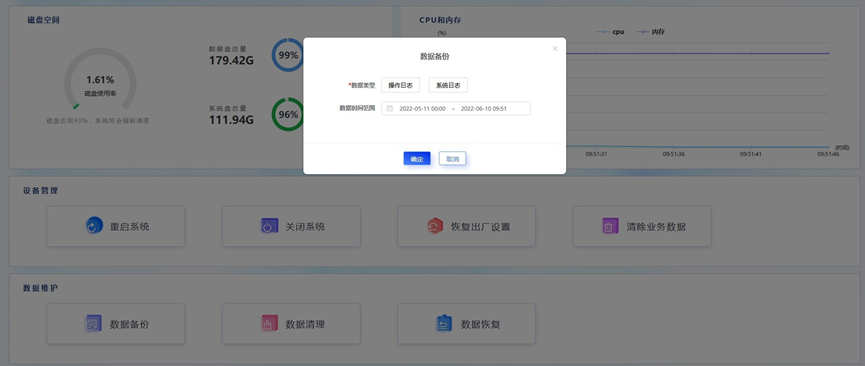 磁盘空间
CPU和内存
(%)
cpu
内存
1.61%
磁盘使用率
磁盘达到90%，系统将会限制清理
数据盘总量
179.42G
99%
系统盘总量
111.94G
96%
数据备份
*数据类型
操作日志
系统日志
数据时间范围
2022-05-11 00:00 ~ 2022-06-10 09:51
确定
取消
09:51:31
09:51:36
09:51:41
09:51:46
(时间)
设备管理
重启系统
关闭系统
恢复出厂设置
清除业务数据
数据维护
数据备份
数据清理
数据恢复